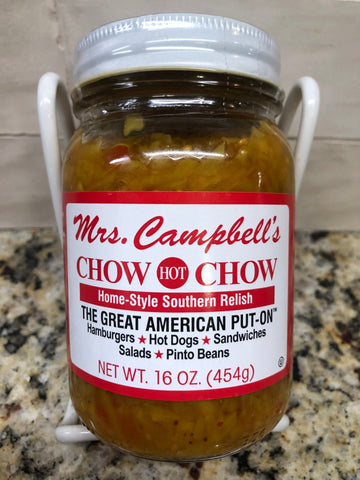 Mrs. Campbell's
CHOW HOT CHOW
Home-Style Southern Relish
THE GREAT AMERICAN PUT-ON™
Hamburgers ★ Hot Dogs ★ Sandwiches
Salads ★ Pinto Beans
NET WT. 16 OZ. (454g)